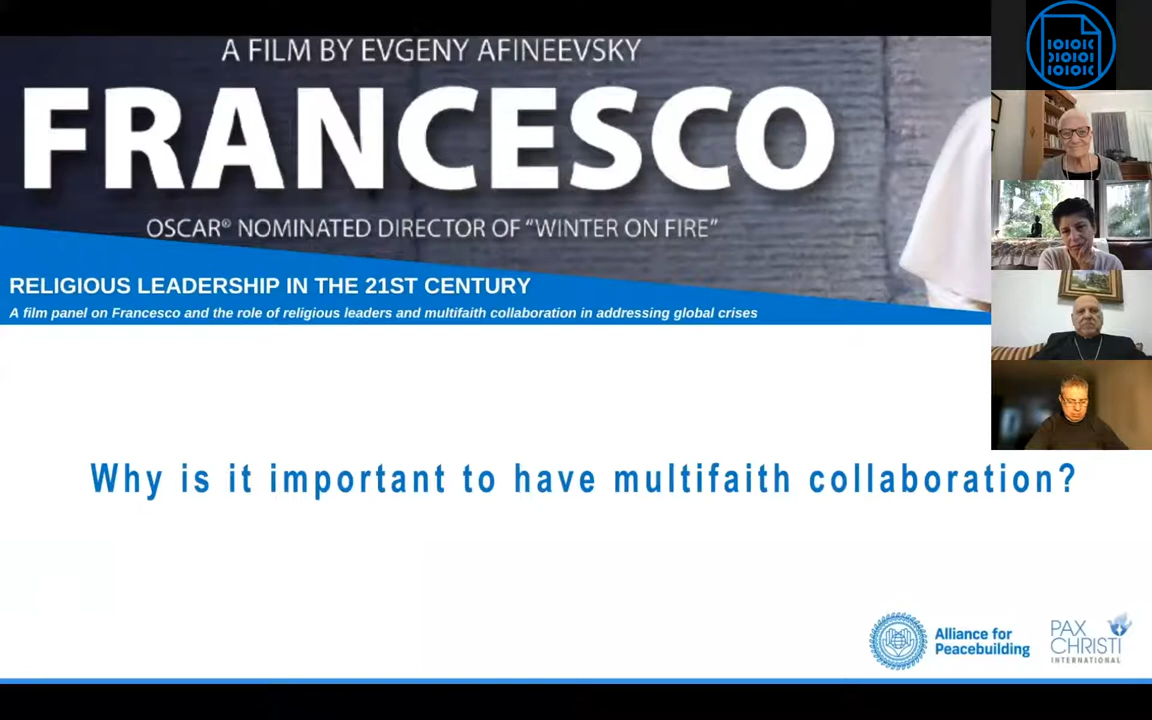 A FILM BY EVGENY AFINEEVSKY
FRANCESCO
OSCAR® NOMINATED DIRECTOR OF “WINTER ON FIRE”
RELIGIOUS LEADERSHIP IN THE 21ST CENTURY
A film panel on Francesco and the role of religious leaders and multifaith collaboration in addressing global crises
Why is it important to have multifaith collaboration?
Alliance for
Peacebuilding
PAX
CHRISTI
INTERNATIONAL